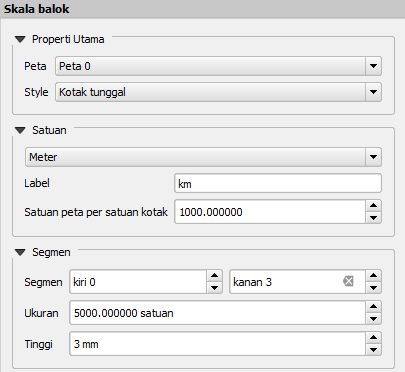 Skala balok
Properti Utama
Peta Peta 0
Style Kotak tunggal
Satuan
Meter
Label km
Satuan peta per satuan kotak 1000.000000
Segmen
Segmen kiri 0 kanan 3
Ukuran 5000.000000 satuan
Tinggi 3 mm